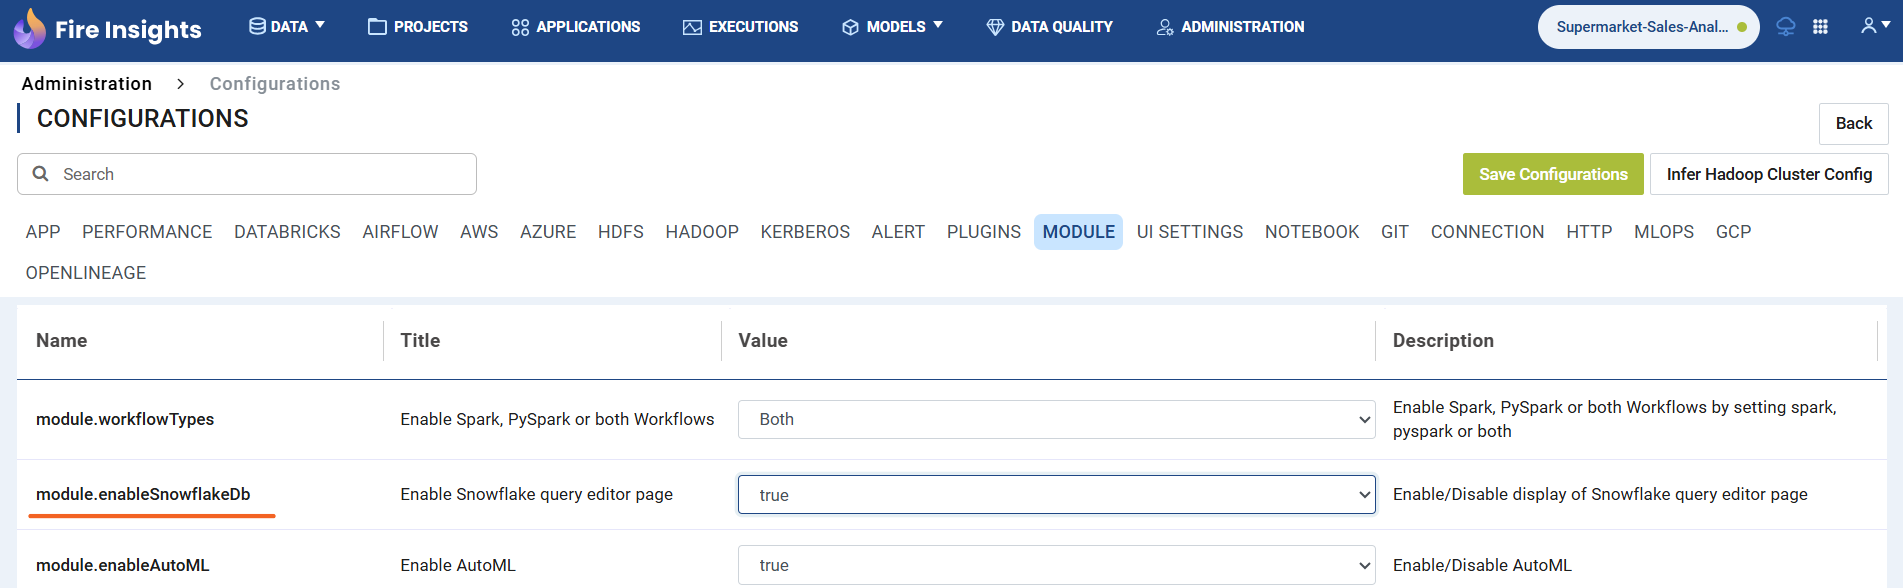 Fire Insights DATA PROJECTS APPLICATIONS EXECUTIONS MODELS DATA QUALITY ADMINISTRATION Supermarket-Sales-Anal...
Administration > Configurations
CONFIGURATIONS
Back
Search
Save Configurations Infer Hadoop Cluster Config
APP PERFORMANCE DATABRICKS AIRFLOW AWS AZURE HDFS HADOOP KERBEROS ALERT PLUGINS MODULE UI SETTINGS NOTEBOOK GIT CONNECTION HTTP MLOPS GCP
OPENLINEAGE
Name Title Value Description
module.workflowTypes Enable Spark, PySpark or both Workflows Both Enable Spark, PySpark or both Workflows by setting spark,
pyspark or both
module.enableSnowflakeDb Enable Snowflake query editor page true Enable/Disable display of Snowflake query editor page
module.enableAutoML Enable AutoML true Enable/Disable AutoML